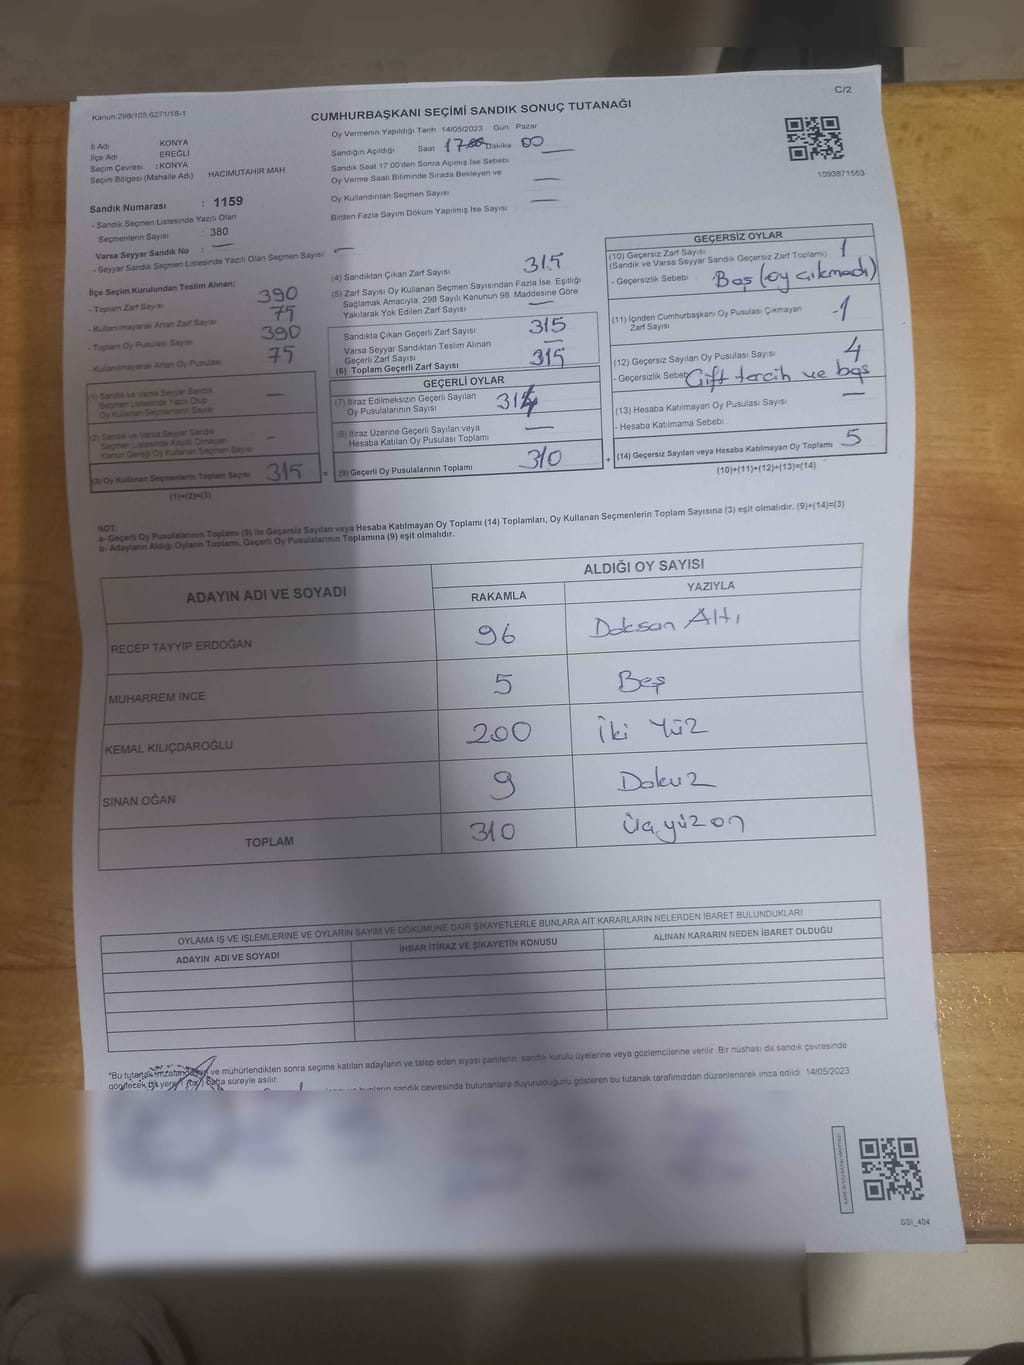 Kanun:298/105,6271/18-1
C/2
CUMHURBAŞKANI SEÇİMİ SANDIK SONUÇ TUTANAĞI
İl Adı : KONYA
İlçe Adı : EREĞLİ
Seçim Çevresi : KONYA
Seçim Bölgesi (Mahalle Adı) HACIMUTAHİR MAH
Oy Vermenin Yapıldığı Tarih 14/05/2023 Gün Pazar
Sandığın Açıldığı Saat 17.00 Dakika 00
Sandık Saat 17:00'den Sonra Açımış İse Sebebi
Oy Verme Saati Bitiminde Sırada Bekleyen ve
Oy Kullandırılan Seçmen Sayısı
Birden Fazla Sayım Döküm Yapılmış İse Sayısı
1093871553
Sandık Numarası : 1159
- Sandık Seçmen Listesinde Yazılı Olan
Seçmenlerin Sayısı : 380
Varsa Seyyar Sandık No : —
- Seyyar Sandık Seçmen Listesinde Yazılı Olan Seçmen Sayısı —
İlçe Seçim Kurulundan Teslim Alınan;
- Toplam Zarf Sayısı 390
- Kullanılmayarak Artan Zarf Sayısı 75
- Toplam Oy Pusulası Sayısı 390
- Kullanılmayarak Artan Oy Pusulası 75
(1) Sandık ve Varsa Seyyar Sandık
Seçmen Listesinde Yazılı Olup
Oy Kullanan Seçmenlerin Sayısı —
(2) Sandık ve Varsa Seyyar Sandık
Seçmen Listesinde Kayıtlı Olmayan
Kanun Gereği Oy Kullanan Seçmen Sayısı —
(3) Oy Kullanan Seçmenlerin Toplam Sayısı 315 =
(1)+(2)=(3)
(4) Sandıktan Çıkan Zarf Sayısı 315
(5) Zarf Sayısı Oy Kullanan Seçmen Sayısından Fazla İse, Eşitliği
Sağlamak Amacıyla, 298 Sayılı Kanunun 98. Maddesine Göre
Yakılarak Yok Edilen Zarf Sayısı —
Sandıkta Çıkan Geçerli Zarf Sayısı 315
Varsa Seyyar Sandıktan Teslim Alınan
Geçerli Zarf Sayısı —
(6) Toplam Geçerli Zarf Sayısı 315
GEÇERLİ OYLAR
(7) İtiraz Edilmeksizin Geçerli Sayılan
Oy Pusulalarının Sayısı 314
(8) İtiraz Üzerine Geçerli Sayılan veya
Hesaba Katılan Oy Pusulası Toplamı —
(9) Geçerli Oy Pusulalarının Toplamı 310 +
GEÇERSİZ OYLAR
(10) Geçersiz Zarf Sayısı 1
(Sandık ve Varsa Seyyar Sandık Geçersiz Zarf Toplamı)
- Geçersizlik Sebebi Boş (oy çıkmadı)
(11) İçinden Cumhurbaşkanı Oy Pusulası Çıkmayan
Zarf Sayısı -1
(12) Geçersiz Sayılan Oy Pusulası Sayısı 4
- Geçersizlik Sebebi Çift tercih ve boş
(13) Hesaba Katılmayan Oy Pusulası Sayısı —
- Hesaba Katılmama Sebebi
(14) Geçersiz Sayılan veya Hesaba Katılmayan Oy Toplamı 5
(10)+(11)+(12)+(13)=(14)
NOT:
a- Geçerli Oy Pusulalarının Toplamı (9) ile Geçersiz Sayılan veya Hesaba Katılmayan Oy Toplamı (14) Toplamları, Oy Kullanan Seçmenlerin Toplam Sayısına (3) eşit olmalıdır. (9)+(14)=(3)
b- Adayların Aldığı Oyların Toplamı, Geçerli Oy Pusulalarının Toplamına (9) eşit olmalıdır.
ADAYIN ADI VE SOYADI
ALDIĞI OY SAYISI
RAKAMLA YAZIYLA
RECEP TAYYİP ERDOĞAN 96 Doksan Altı
MUHARREM İNCE 5 Beş
KEMAL KILIÇDAROĞLU 200 İki Yüz
SİNAN OĞAN 9 Dokuz
TOPLAM 310 Üçyüzon
OYLAMA İŞ VE İŞLEMLERİNE VE OYLARIN SAYIM VE DÖKÜMÜNE DAİR ŞİKAYETLERLE BUNLARA AİT KARARLARIN NELERDEN İBARET BULUNDUKLARI
ADAYIN ADI VE SOYADI İHBAR İTİRAZ VE ŞİKAYETİN KONUSU ALINAN KARARIN NEDEN İBARET OLDUĞU
*Bu tutanak ve mühürlendikten sonra seçime katılan adayların ve talep eden siyasi partilerin sandık kurulu üyelerine veya gözlemcilerine verilir. Bir nüshası da sandık çevresinde
görülecek bir yere hafta süreyle asılır.
bunların sandık çevresinde bulunanlara duyurulduğunu gösteren bu tutanak tarafımızdan düzenlenerek imza edildi. 14/05/2023
SSI_404